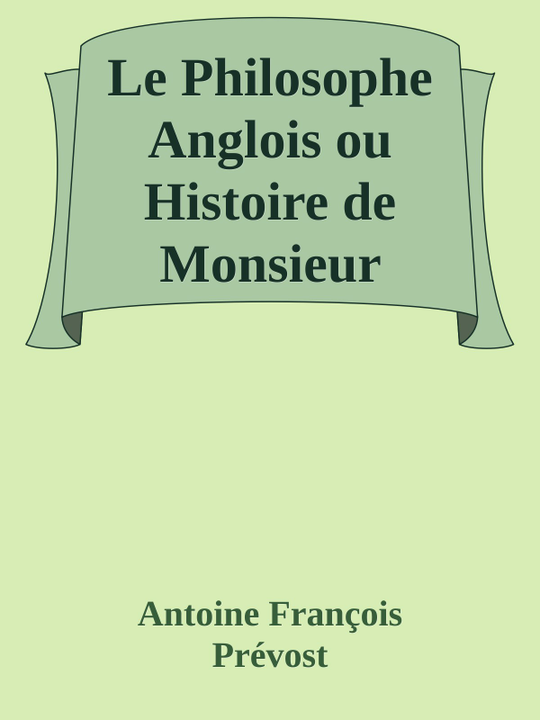 Le Philosophe
Anglois ou
Histoire de
Monsieur
Antoine François
Prévost